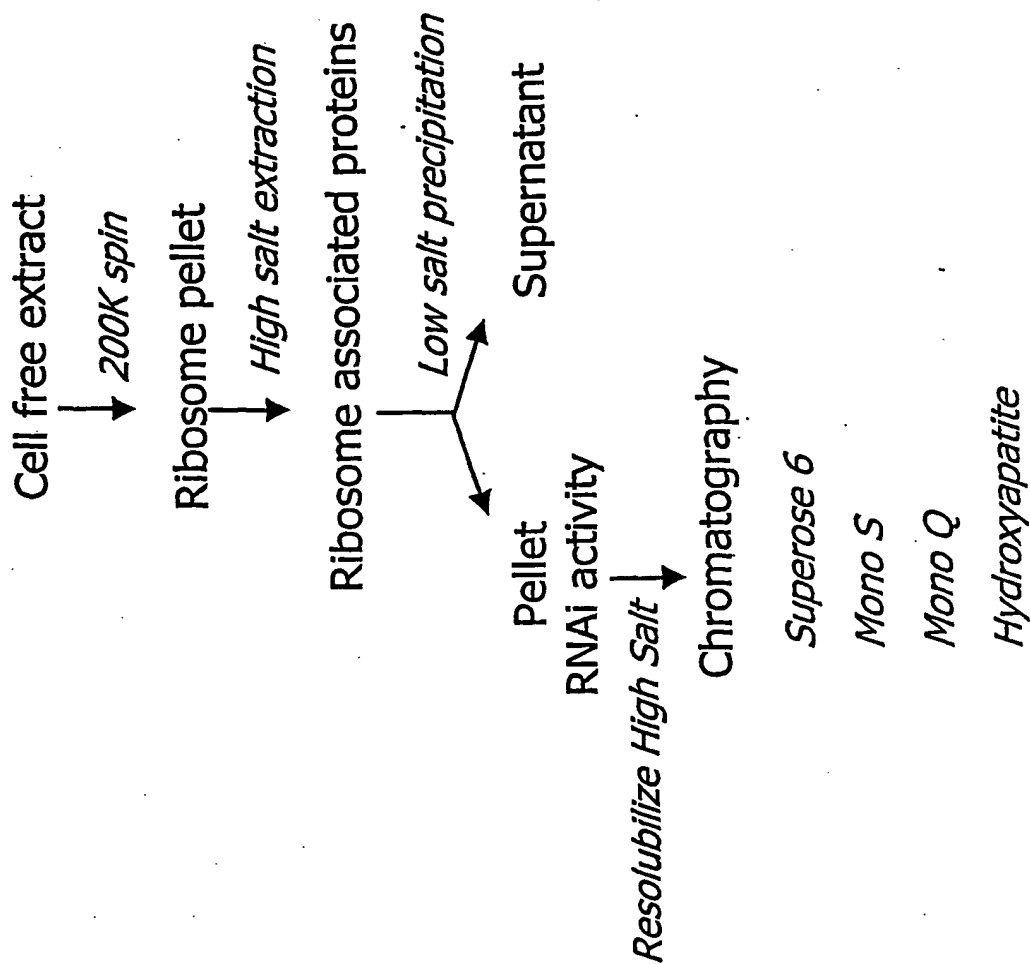 Cell free extract
200K spin
Ribosome pellet
High salt extraction
Ribosome associated proteins
Low salt precipitation
Pellet
RNAi activity
Supernatant
Resolubilize High Salt
Chromatography
Superose 6
Mono S
Mono Q
Hydroxyapatite